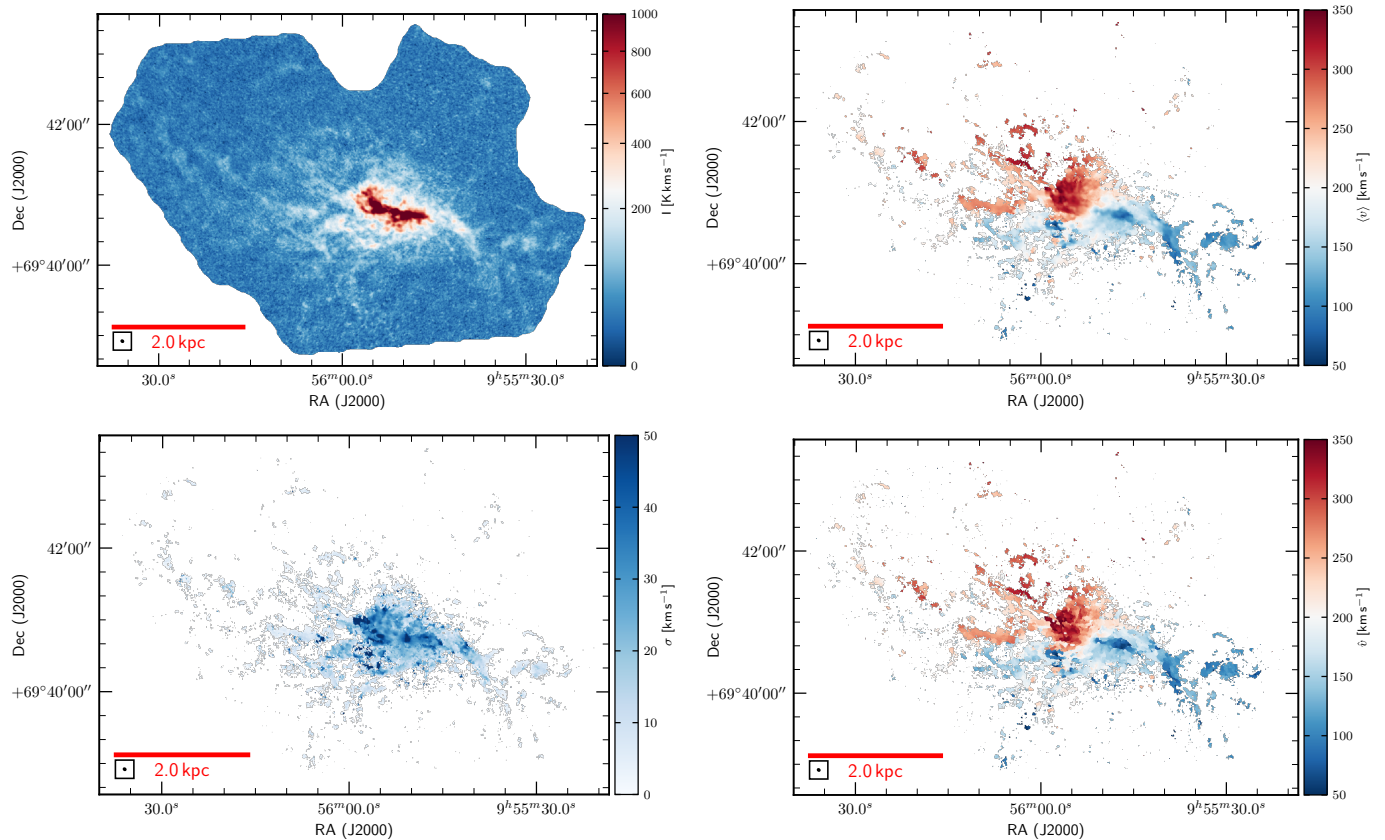 1000
800
600
400
200
0
I [K km s⁻¹]
42′00″
+69°40′00″
Dec (J2000)
2.0 kpc
30.0ˢ
56ᵐ00.0ˢ
9ʰ55ᵐ30.0ˢ
RA (J2000)
350
300
250
200
150
100
50
⟨v⟩ [km s⁻¹]
42′00″
+69°40′00″
Dec (J2000)
2.0 kpc
30.0ˢ
56ᵐ00.0ˢ
9ʰ55ᵐ30.0ˢ
RA (J2000)
50
40
30
20
10
0
σ [km s⁻¹]
42′00″
+69°40′00″
Dec (J2000)
2.0 kpc
30.0ˢ
56ᵐ00.0ˢ
9ʰ55ᵐ30.0ˢ
RA (J2000)
350
300
250
200
150
100
50
v̂ [km s⁻¹]
42′00″
+69°40′00″
Dec (J2000)
2.0 kpc
30.0ˢ
56ᵐ00.0ˢ
9ʰ55ᵐ30.0ˢ
RA (J2000)